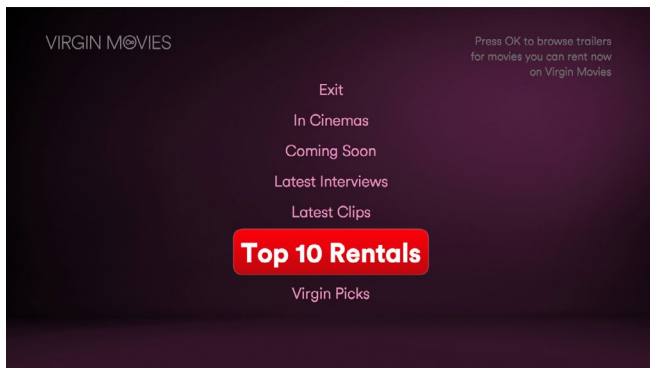 VIRGIN MOVIES
Press OK to browse trailers
for movies you can rent now
on Virgin Movies
Exit
In Cinemas
Coming Soon
Latest Interviews
Latest Clips
Top 10 Rentals
Virgin Picks